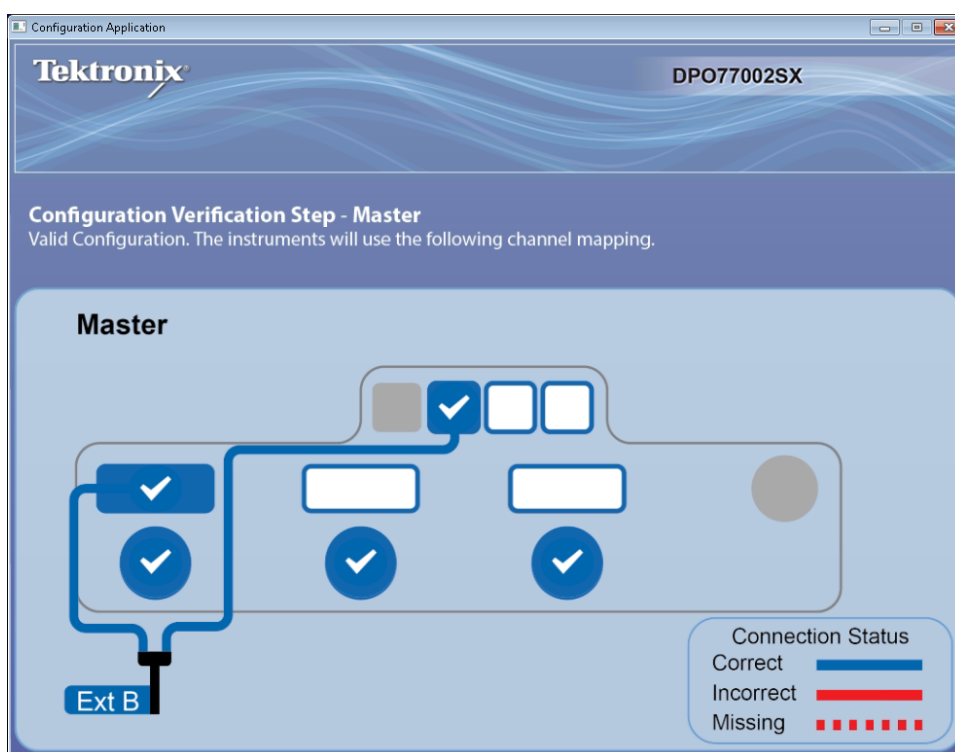 Configuration Application
Tektronix®
DPO77002SX
Configuration Verification Step - Master
Valid Configuration. The instruments will use the following channel mapping.
Master
Ext B
Connection Status
Correct
Incorrect
Missing